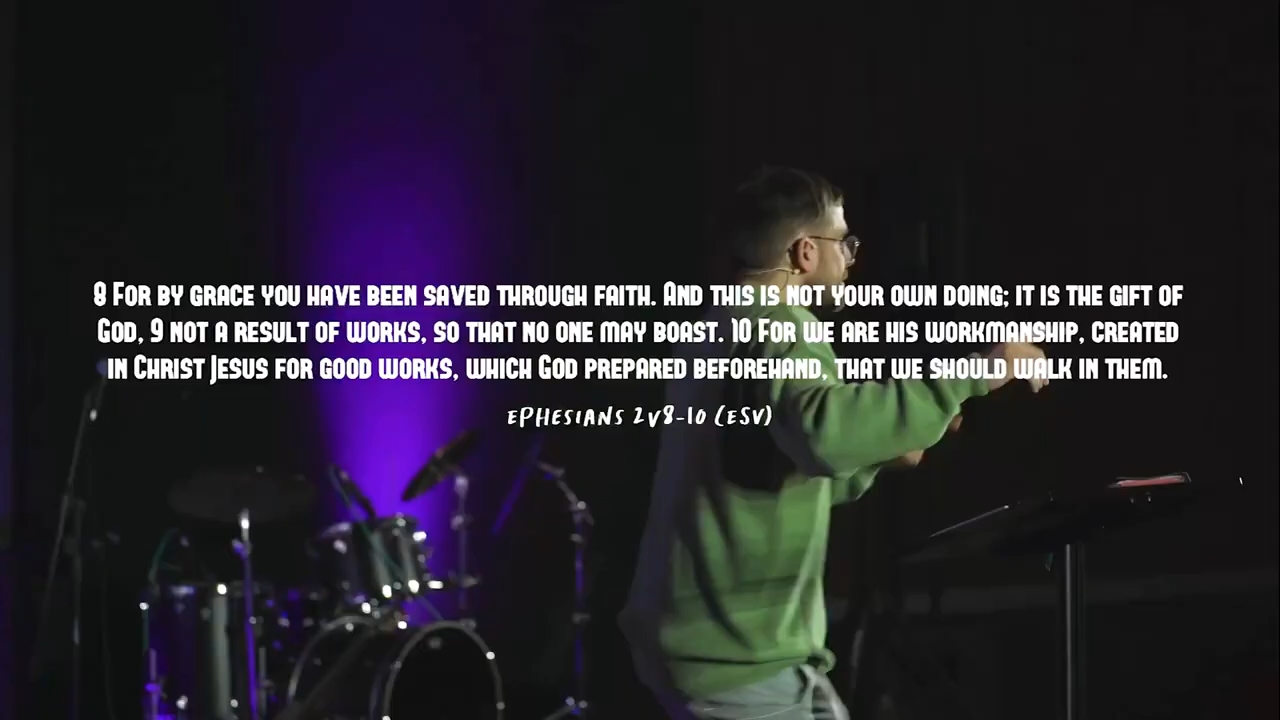 8 For by grace you have been saved through faith. And this is not your own doing; it is the gift of
God, 9 not a result of works, so that no one may boast. 10 For we are his workmanship, created
in Christ Jesus for good works, which God prepared beforehand, that we should walk in them.
EPHESIANS 2V8-10 (ESV)